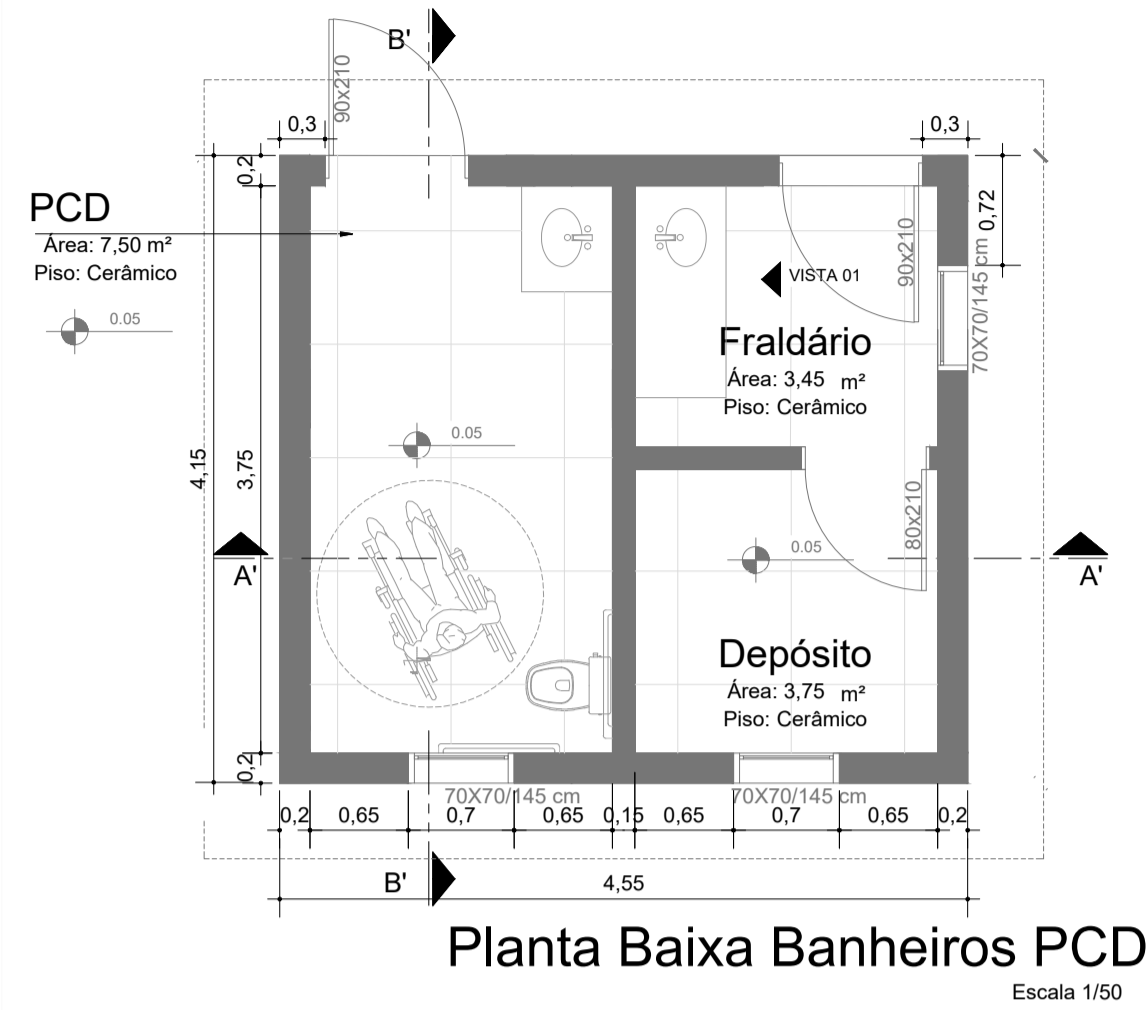 B'
90x210
0,3
0,3
0,2
PCD
Área: 7,50 m²
Piso: Cerâmico
0.05
0,72
90x210
VISTA 01
70X70/145 cm
Fraldário
Área: 3,45 m²
Piso: Cerâmico
0.05
4,15
3,75
80x210
0.05
A'
A'
Depósito
Área: 3,75 m²
Piso: Cerâmico
0,2
70X70/145 cm
70X70/145 cm
0,2 0,65 0,7 0,65 0,15 0,65 0,7 0,65 0,2
B'
4,55
Planta Baixa Banheiros PCD
Escala 1/50